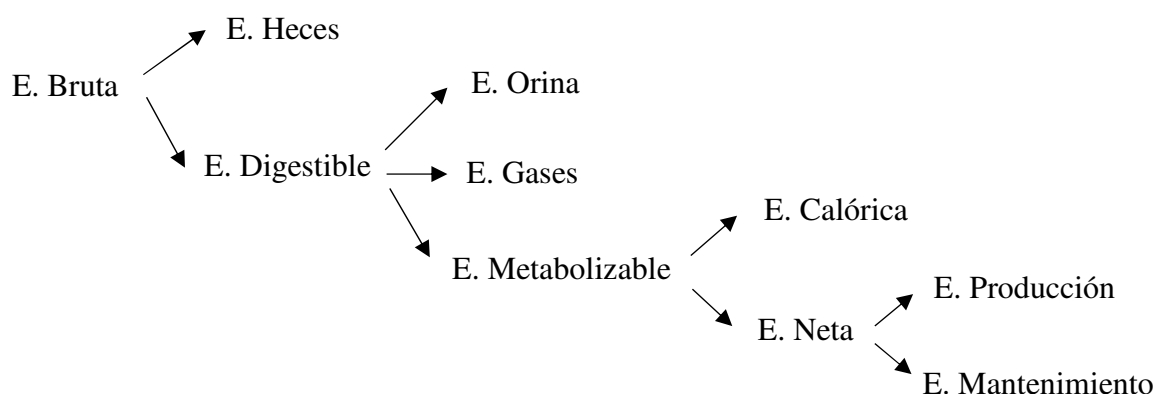 E. Heces
E. Bruta
E. Orina
E. Digestible
E. Gases
E. Calórica
E. Metabolizable
E. Producción
E. Neta
E. Mantenimiento